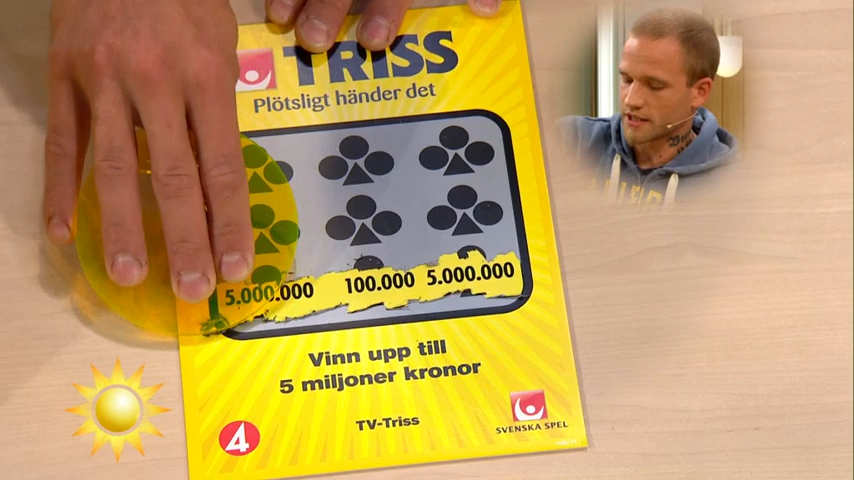 TRISS
Plötsligt händer det
5.000.000 100.000 5.000.000
Vinn upp till
5 miljoner kronor
TV-Triss
4
SVENSKA SPEL